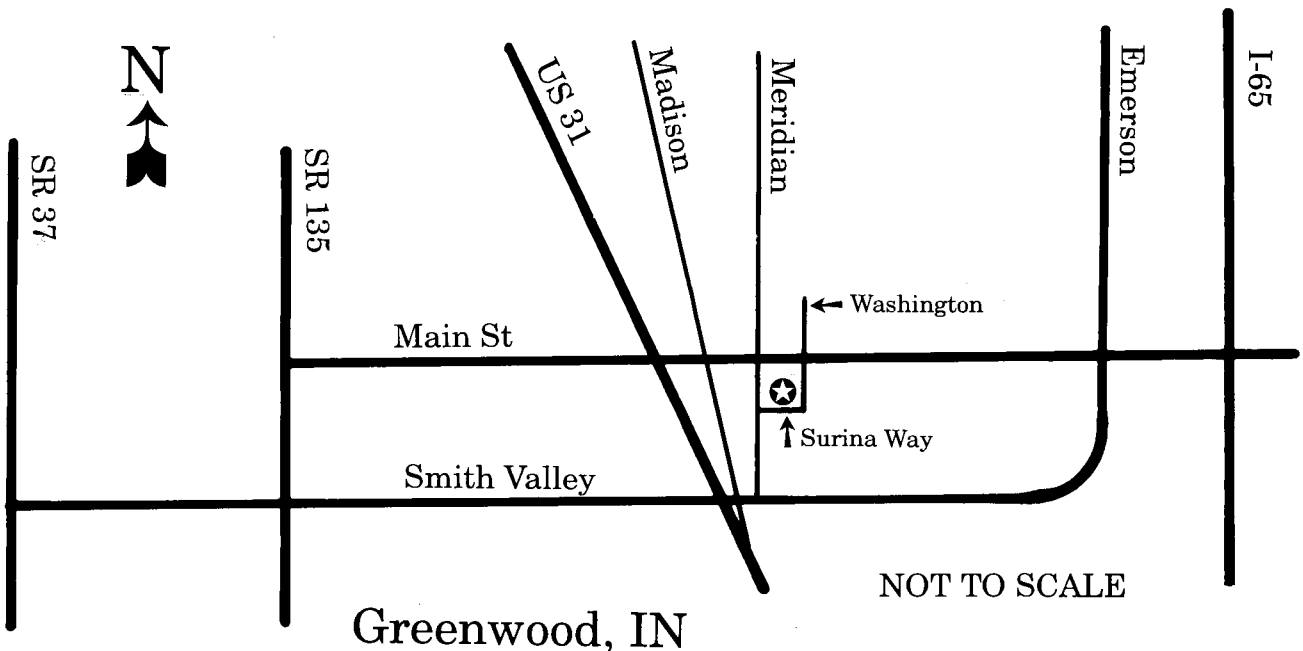 N
SR 37
SR 135
US 31
Madison
Meridian
Emerson
I-65
Washington
Main St
Surina Way
Smith Valley
NOT TO SCALE
Greenwood, IN